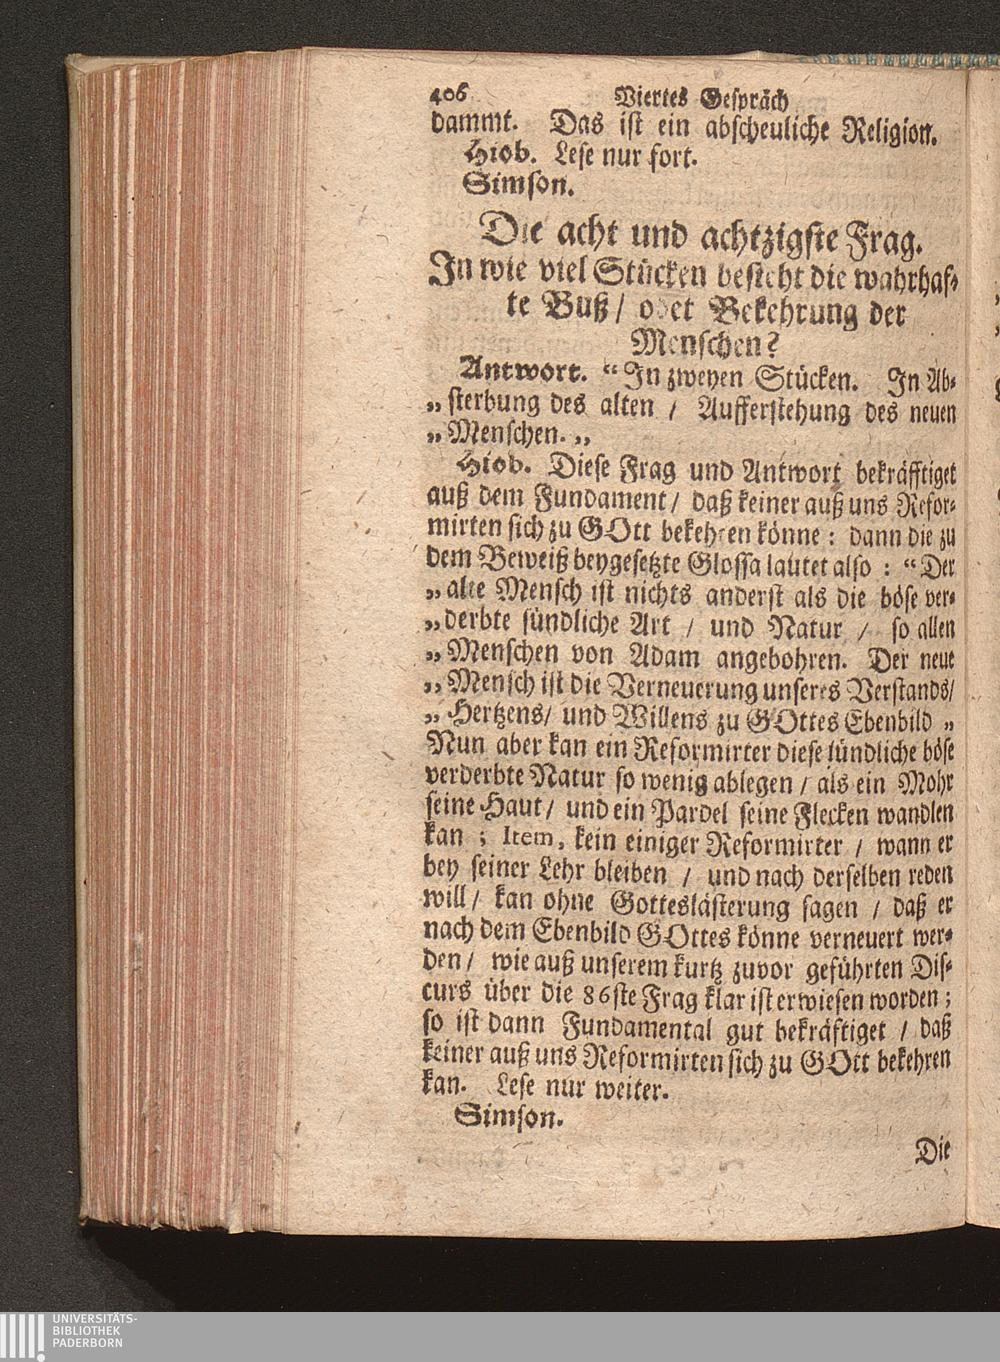 406 Viertes Gespräch
dammt. Das ist ein abscheuliche Religion.
Hiob. Lese nur fort.
Simson.
Die acht und achtzigste Frag.
In wie viel Stücken besteht die wahrhaf-
te Buß / oder Bekehrung der
Menschen?
Antwort. “In zweyen Stücken. In Ab-
„ sterbung des alten / Aufferstehung des neuen
„ Menschen. „
Hiob. Diese Frag und Antwort bekräfftiget
auß dem Fundament / daß keiner auß uns Refor-
mirten sich zu GOtt bekehren könne : dann die zu
dem Beweiß beygesetzte Glossa lautet also : “Der
„ alte Mensch ist nichts anderst als die böse ver-
„ derbte sündliche Art / und Natur / so allen
„ Menschen von Adam angebohren. Der neue
„ Mensch ist die Verneuerung unseres Verstands/
„ Hertzens/ und Willens zu GOttes Ebenbild „
Nun aber kan ein Reformirter diese sündliche böse
verderbte Natur so wenig ablegen / als ein Mohr
seine Haut / und ein Pardel seine Flecken wandlen
kan ; Item, kein einiger Reformirter / wann er
bey seiner Lehr bleiben / und nach derselben reden
will / kan ohne Gotteslästerung sagen / daß er
nach dem Ebenbild GOttes könne verneuert wer-
den / wie auß unserem kurtz zuvor geführten Dis-
curs über die 86ste Frag klar ist erwiesen worden ;
so ist dann Fundamental gut bekräftiget / daß
keiner auß uns Reformirten sich zu GOtt bekehren
kan. Lese nur weiter.
Simson.
Die
UNIVERSITÄTS-
BIBLIOTHEK
PADERBORN